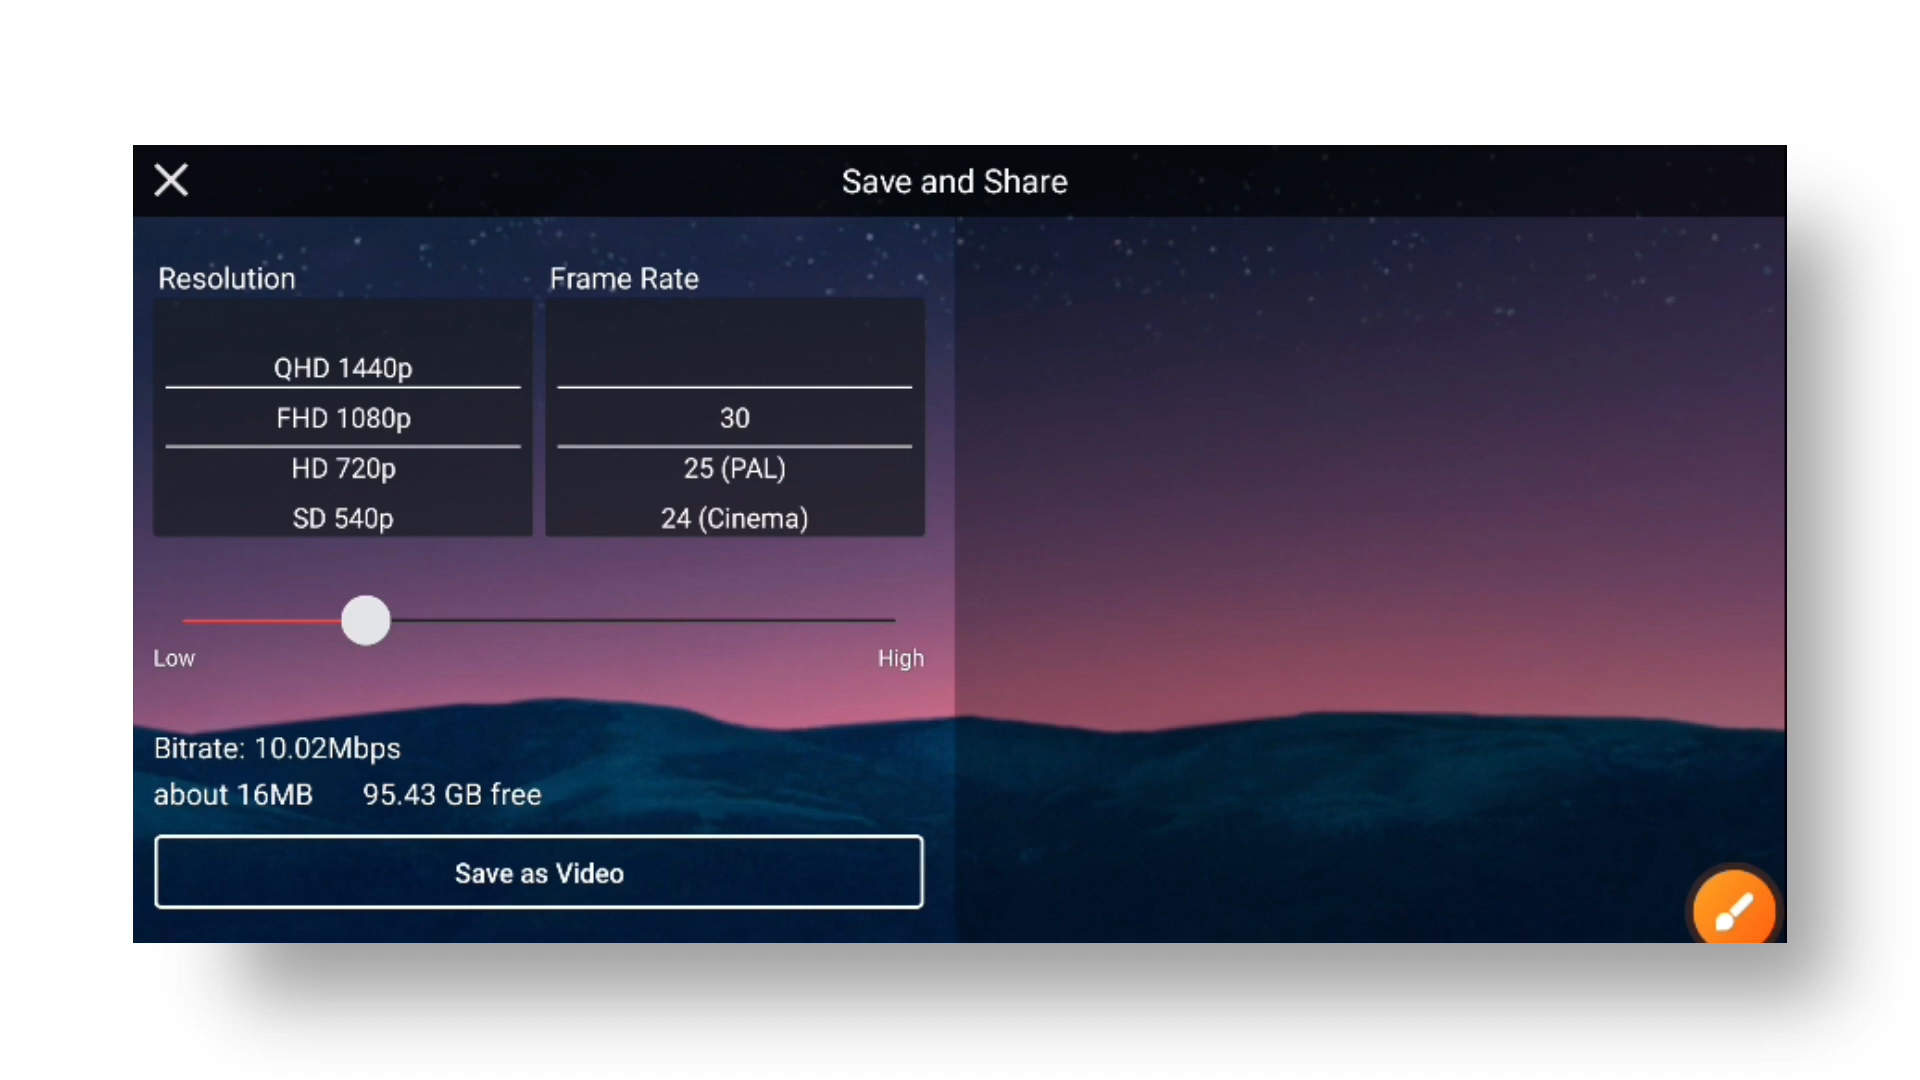 Save and Share
Resolution
Frame Rate
QHD 1440p
FHD 1080p
HD 720p
SD 540p
30
25 (PAL)
24 (Cinema)
Low
High
Bitrate: 10.02Mbps
about 16MB 95.43 GB free
Save as Video